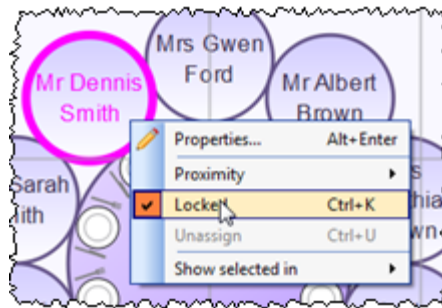 Mrs Gwen
Ford
Mr Dennis
Smith
Mr Albert
Brown
Properties... Alt+Enter
Proximity
Locked Ctrl+K
Unassign Ctrl+U
Show selected in
Sarah